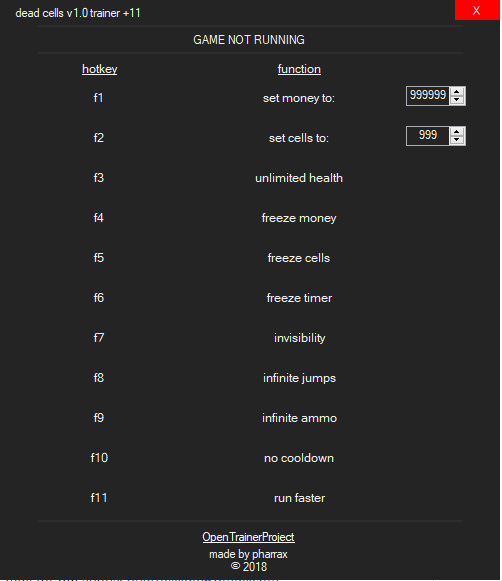 dead cells v1.0 trainer +11 X
GAME NOT RUNNING
hotkey function
f1 set money to: 999999
f2 set cells to: 999
f3 unlimited health
f4 freeze money
f5 freeze cells
f6 freeze timer
f7 invisibility
f8 infinite jumps
f9 infinite ammo
f10 no cooldown
f11 run faster
OpenTrainerProject
made by pharrax
© 2018